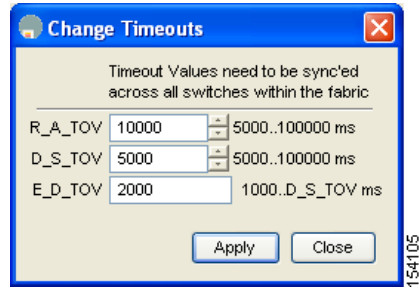 Change Timeouts
Timeout Values need to be sync'ed
across all switches within the fabric
R_A_TOV 10000 5000..100000 ms
D_S_TOV 5000 5000..100000 ms
E_D_TOV 2000 1000..D_S_TOV ms
Apply Close
154105